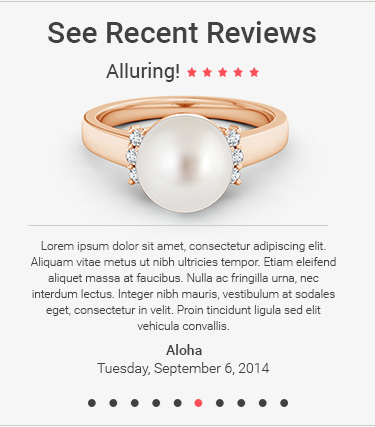 See Recent Reviews
Alluring!
Lorem ipsum dolor sit amet, consectetur adipiscing elit.
Aliquam vitae metus ut nibh ultricies tempor. Etiam eleifend
aliquet massa at faucibus. Nulla ac fringilla urna, nec
interdum lectus. Integer nibh mauris, vestibulum at sodales
eget, consectetur in velit. Proin tincidunt ligula sed elit
vehicula convallis.
Aloha
Tuesday, September 6, 2014